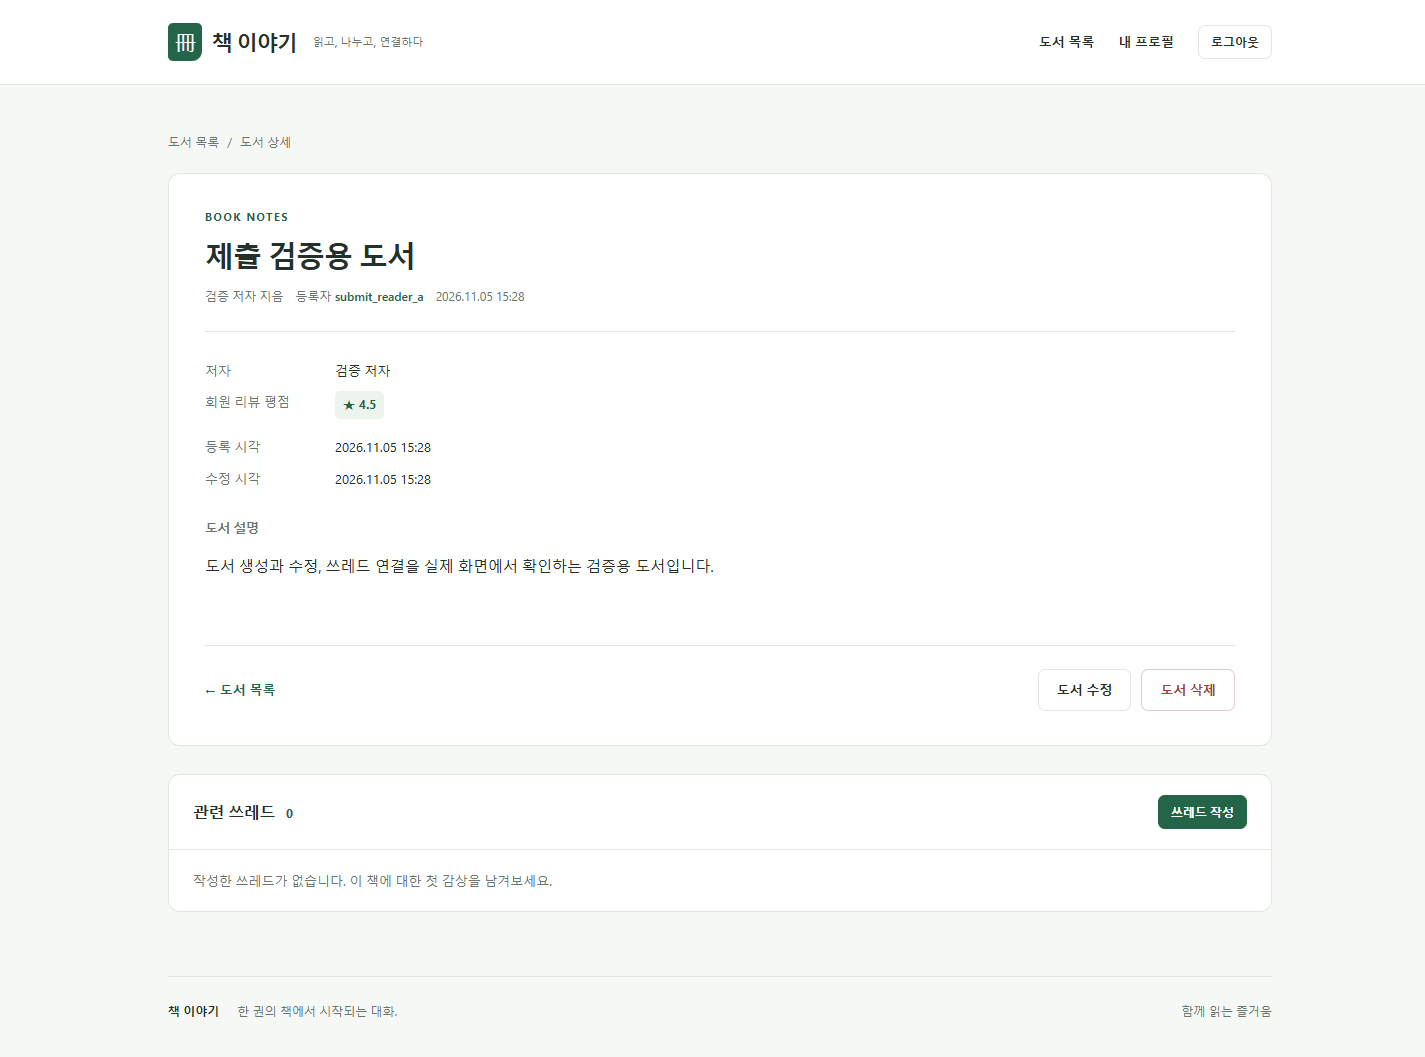 冊 책 이야기 읽고, 나누고, 연결하다 도서 목록 내 프로필 로그아웃
도서 목록 / 도서 상세
BOOK NOTES
제출 검증용 도서
검증 저자 지음 등록자 submit_reader_a 2026.11.05 15:28
저자 검증 저자
회원 리뷰 평점 ★ 4.5
등록 시각 2026.11.05 15:28
수정 시각 2026.11.05 15:28
도서 설명
도서 생성과 수정, 쓰레드 연결을 실제 화면에서 확인하는 검증용 도서입니다.
← 도서 목록 도서 수정 도서 삭제
관련 쓰레드 0 쓰레드 작성
작성한 쓰레드가 없습니다. 이 책에 대한 첫 감상을 남겨보세요.
책 이야기 한 권의 책에서 시작되는 대화. 함께 읽는 즐거움